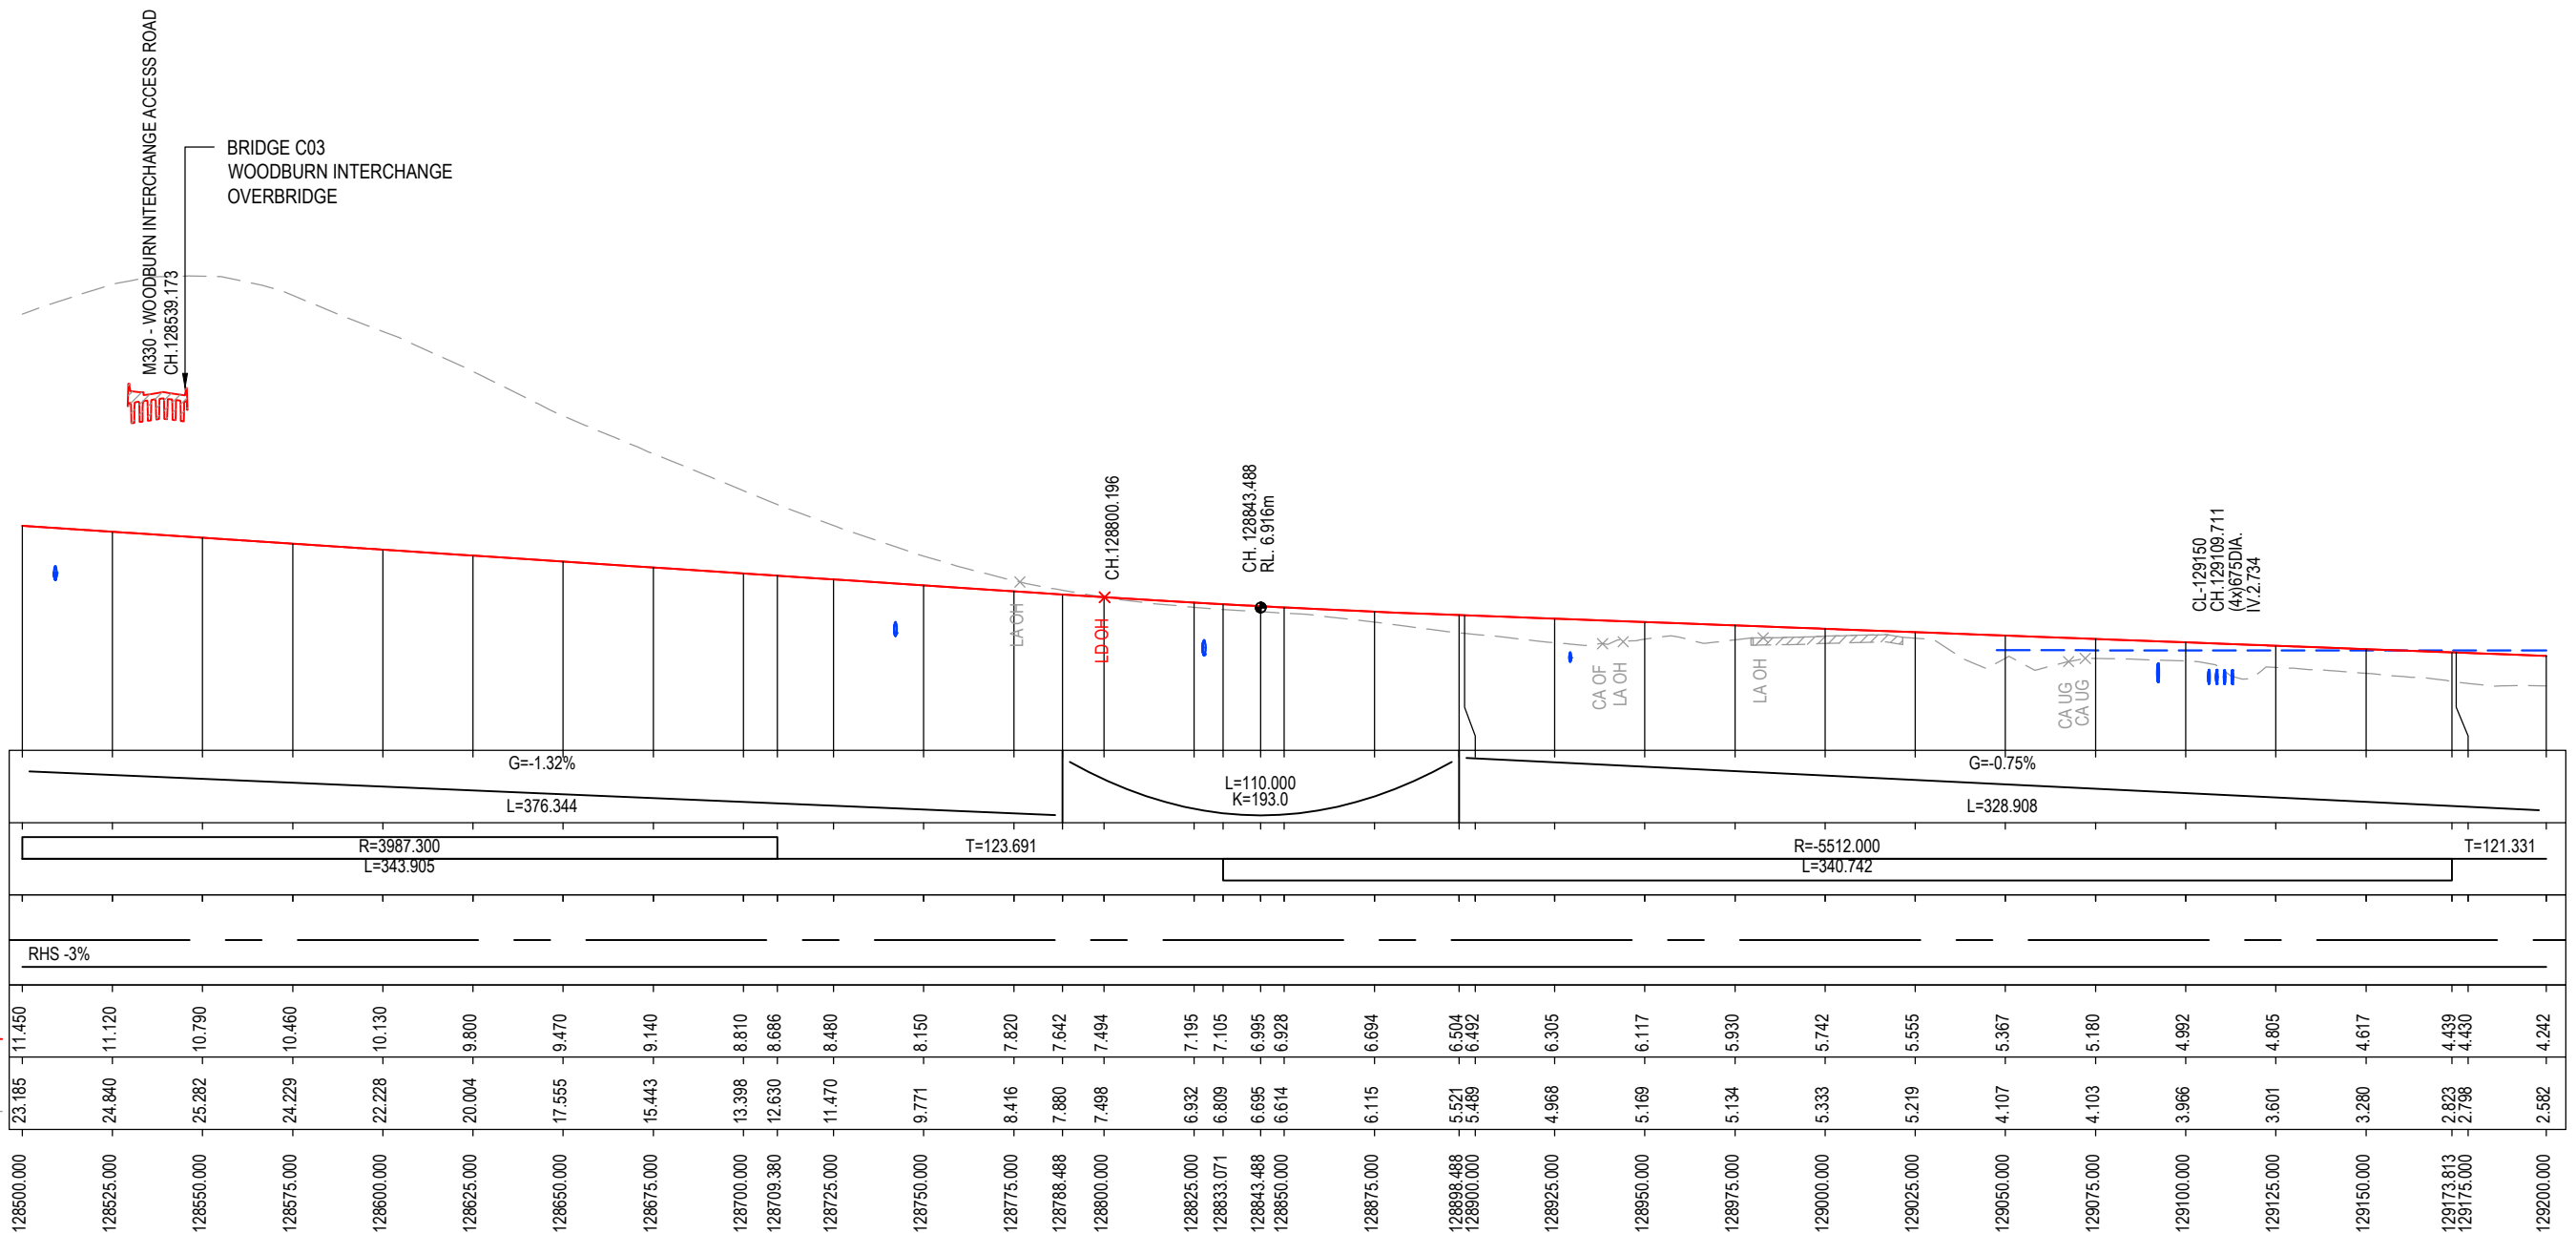 M330 - WOODBURN INTERCHANGE ACCESS ROAD
CH.128539.173
BRIDGE C03
WOODBURN INTERCHANGE
OVERBRIDGE
LA OH
CH.128800.196
LD OH
CH. 128843.488
RL. 6.916m
CA OF
LA OH
LA OH
CA UG
CA UG
CL-129150
CH.129109.711
(4x)675DIA.
IV.2.734
G=-1.32%
L=376.344
L=110.000
K=193.0
G=-0.75%
L=328.908
R=3987.300
L=343.905
T=123.691
R=-5512.000
L=340.742
T=121.331
RHS -3%
11.450 11.120 10.790 10.460 10.130 9.800 9.470 9.140 8.810 8.686 8.480 8.150 7.820 7.642 7.494 7.195 7.105 6.995 6.928 6.694 6.504 6.492 6.305 6.117 5.930 5.742 5.555 5.367 5.180 4.992 4.805 4.617 4.439 4.430 4.242
23.185 24.840 25.282 24.229 22.228 20.004 17.555 15.443 13.398 12.630 11.470 9.771 8.416 7.880 7.498 6.932 6.809 6.695 6.614 6.115 5.521 5.489 4.968 5.169 5.134 5.333 5.219 4.107 4.103 3.966 3.601 3.280 2.823 2.798 2.582
128500.000 128525.000 128550.000 128575.000 128600.000 128625.000 128650.000 128675.000 128700.000 128709.380 128725.000 128750.000 128775.000 128788.488 128800.000 128825.000 128833.071 128843.488 128850.000 128875.000 128898.488 128900.000 128925.000 128950.000 128975.000 129000.000 129025.000 129050.000 129075.000 129100.000 129125.000 129150.000 129173.813 129175.000 129200.000